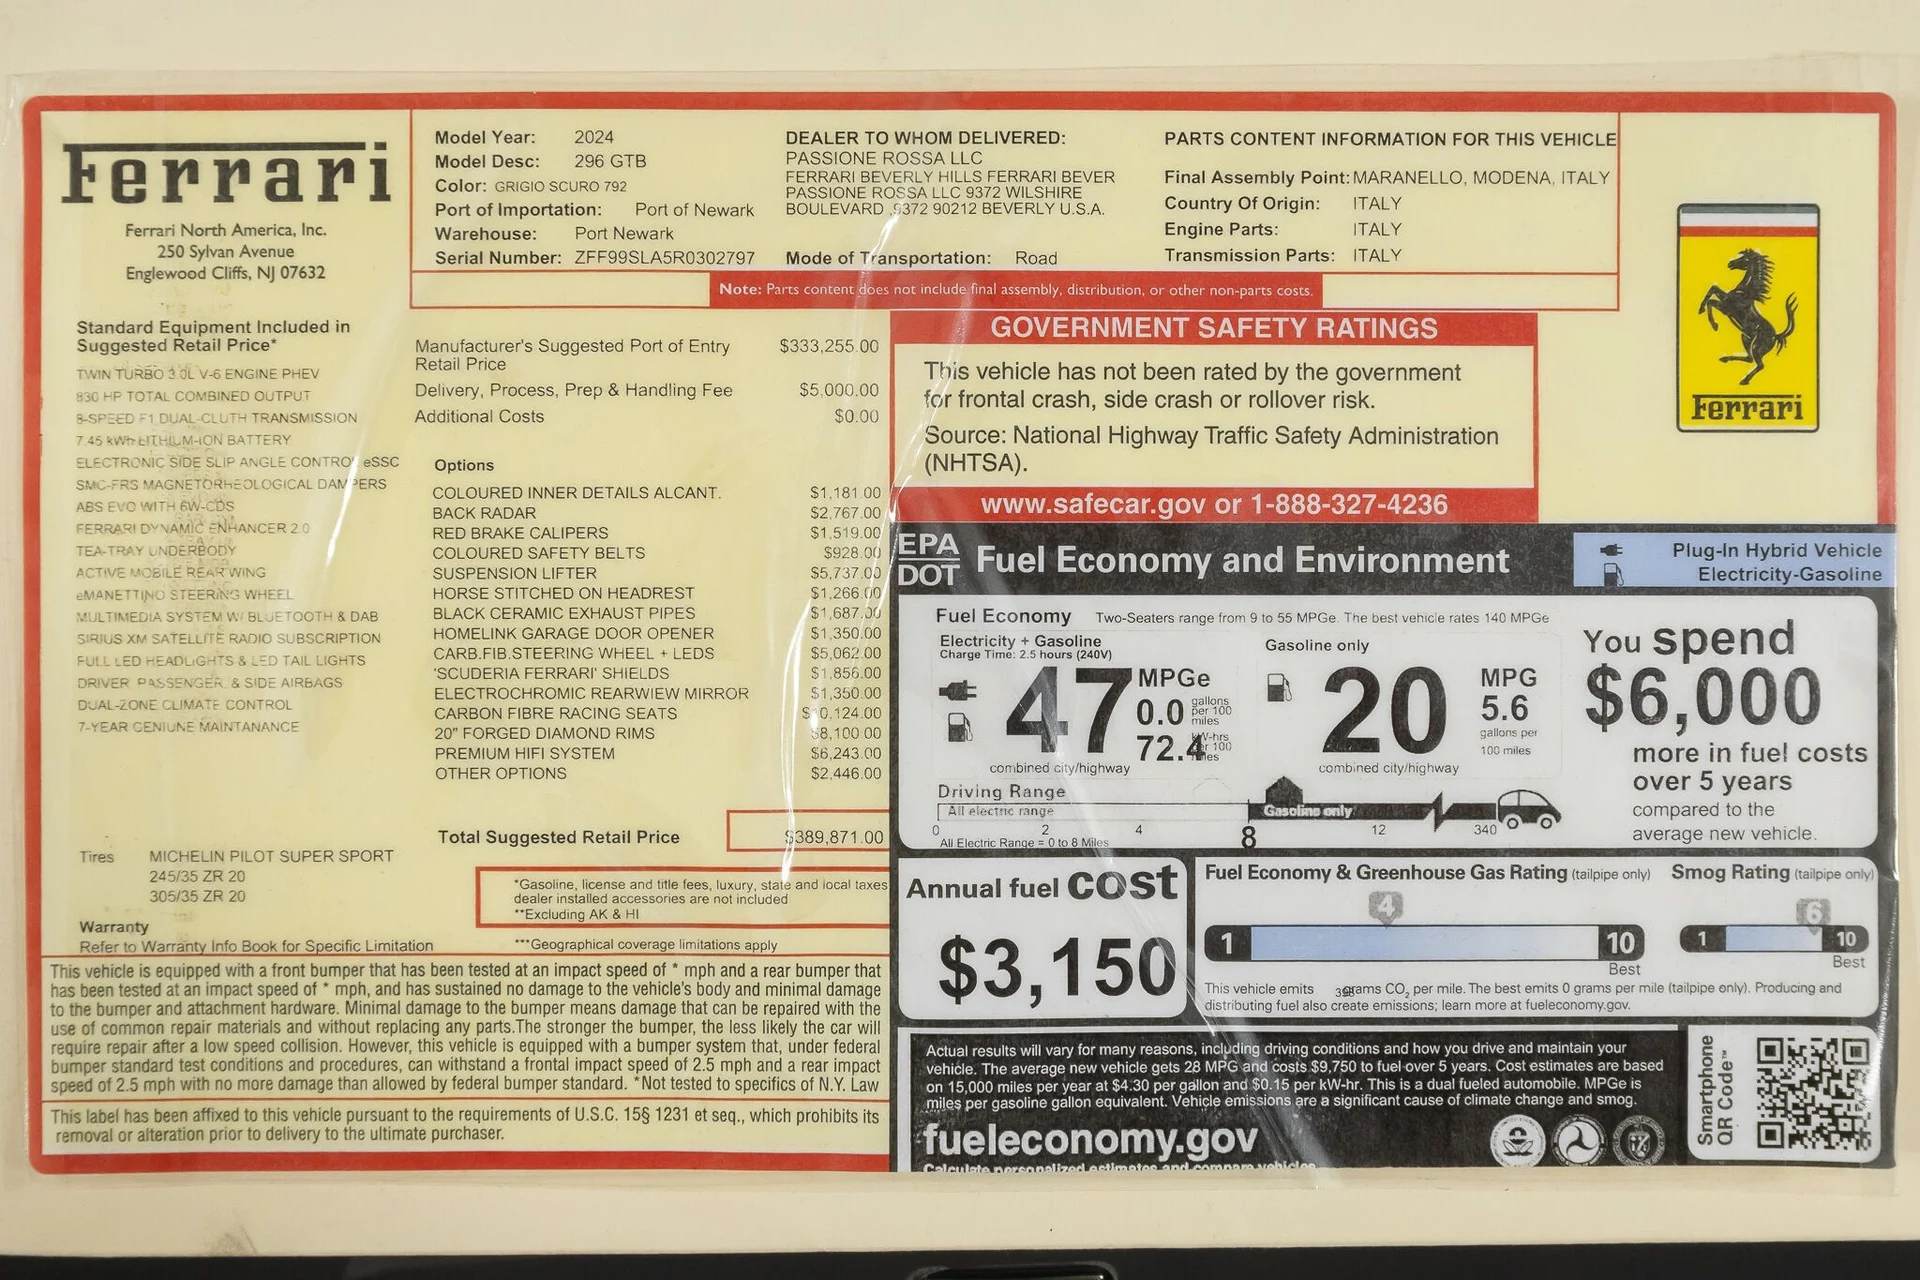 Ferrari
Ferrari North America, Inc.
250 Sylvan Avenue
Englewood Cliffs, NJ 07632
Model Year: 2024
Model Desc: 296 GTB
Color: GRIGIO SCURO 792
Port of Importation: Port of Newark
Warehouse: Port Newark
Serial Number: ZFF99SLA5R0302797
DEALER TO WHOM DELIVERED:
PASSIONE ROSSA LLC
FERRARI BEVERLY HILLS FERRARI BEVER
PASSIONE ROSSA LLC 9372 WILSHIRE
BOULEVARD ,9372 90212 BEVERLY U.S.A.
Mode of Transportation: Road
PARTS CONTENT INFORMATION FOR THIS VEHICLE
Final Assembly Point: MARANELLO, MODENA, ITALY
Country Of Origin: ITALY
Engine Parts: ITALY
Transmission Parts: ITALY
Note: Parts content does not include final assembly, distribution, or other non-parts costs.
Ferrari
Standard Equipment Included in
Suggested Retail Price*
TWIN TURBO 3.0L V-6 ENGINE PHEV
830 HP TOTAL COMBINED OUTPUT
8-SPEED F1 DUAL-CLUTH TRANSMISSION
7.45 kWh LITHIUM-ION BATTERY
ELECTRONIC SIDE SLIP ANGLE CONTROL eSSC
SMC-FRS MAGNETORHEOLOGICAL DAMPERS
ABS EVO WITH 6W-CDS
FERRARI DYNAMIC ENHANCER 2.0
TEA-TRAY UNDERBODY
ACTIVE MOBILE REAR WING
eMANETTINO STEERING WHEEL
MULTIMEDIA SYSTEM W/ BLUETOOTH & DAB
SIRIUS XM SATELLITE RADIO SUBSCRIPTION
FULL LED HEADLIGHTS & LED TAIL LIGHTS
DRIVER PASSENGER & SIDE AIRBAGS
DUAL-ZONE CLIMATE CONTROL
7-YEAR GENIUNE MAINTANANCE
Tires MICHELIN PILOT SUPER SPORT
245/35 ZR 20
305/35 ZR 20
Warranty
Refer to Warranty Info Book for Specific Limitation
Manufacturer's Suggested Port of Entry $333,255.00
Retail Price
Delivery, Process, Prep & Handling Fee $5,000.00
Additional Costs $0.00
Options
COLOURED INNER DETAILS ALCANT. $1,181.00
BACK RADAR $2,767.00
RED BRAKE CALIPERS $1,519.00
COLOURED SAFETY BELTS $928.00
SUSPENSION LIFTER $5,737.00
HORSE STITCHED ON HEADREST $1,266.00
BLACK CERAMIC EXHAUST PIPES $1,687.00
HOMELINK GARAGE DOOR OPENER $1,350.00
CARB.FIB.STEERING WHEEL + LEDS $5,062.00
'SCUDERIA FERRARI' SHIELDS $1,856.00
ELECTROCHROMIC REARWIEW MIRROR $1,350.00
CARBON FIBRE RACING SEATS $10,124.00
20" FORGED DIAMOND RIMS $8,100.00
PREMIUM HIFI SYSTEM $6,243.00
OTHER OPTIONS $2,446.00
Total Suggested Retail Price $389,871.00
*Gasoline, license and title fees, luxury, state and local taxes
dealer installed accessories are not included
**Excluding AK & HI
***Geographical coverage limitations apply
This vehicle is equipped with a front bumper that has been tested at an impact speed of * mph and a rear bumper that
has been tested at an impact speed of * mph, and has sustained no damage to the vehicle's body and minimal damage
to the bumper and attachment hardware. Minimal damage to the bumper means damage that can be repaired with the
use of common repair materials and without replacing any parts.The stronger the bumper, the less likely the car will
require repair after a low speed collision. However, this vehicle is equipped with a bumper system that, under federal
bumper standard test conditions and procedures, can withstand a frontal impact speed of 2.5 mph and a rear impact
speed of 2.5 mph with no more damage than allowed by federal bumper standard. *Not tested to specifics of N.Y. Law
This label has been affixed to this vehicle pursuant to the requirements of U.S.C. 15§ 1231 et seq., which prohibits its
removal or alteration prior to delivery to the ultimate purchaser.
GOVERNMENT SAFETY RATINGS
This vehicle has not been rated by the government
for frontal crash, side crash or rollover risk.
Source: National Highway Traffic Safety Administration
(NHTSA).
www.safecar.gov or 1-888-327-4236
EPA
DOT Fuel Economy and Environment
Plug-In Hybrid Vehicle
Electricity-Gasoline
Fuel Economy Two-Seaters range from 9 to 55 MPGe. The best vehicle rates 140 MPGe
Electricity + Gasoline
Charge Time: 2.5 hours (240V)
47 MPGe
0.0 gallons per 100 miles
72.4 kW-hrs per 100 miles
combined city/highway
Gasoline only
20 MPG
5.6
gallons per
100 miles
combined city/highway
You spend
$6,000
more in fuel costs
over 5 years
compared to the
average new vehicle.
Driving Range
All electric range Gasoline only
0 2 4 8 12 340
All Electric Range = 0 to 8 Miles
Annual fuel cost
$3,150
Fuel Economy & Greenhouse Gas Rating (tailpipe only)
4
1 10
Best
Smog Rating (tailpipe only)
6
1 10
Best
This vehicle emits grams CO2 per mile. The best emits 0 grams per mile (tailpipe only). Producing and
distributing fuel also create emissions; learn more at fueleconomy.gov.
Actual results will vary for many reasons, including driving conditions and how you drive and maintain your
vehicle. The average new vehicle gets 28 MPG and costs $9,750 to fuel over 5 years. Cost estimates are based
on 15,000 miles per year at $4.30 per gallon and $0.15 per kW-hr. This is a dual fueled automobile. MPGe is
miles per gasoline gallon equivalent. Vehicle emissions are a significant cause of climate change and smog.
fueleconomy.gov
Calculate personalized estimates and compare vehicles
Smartphone
QR Code™